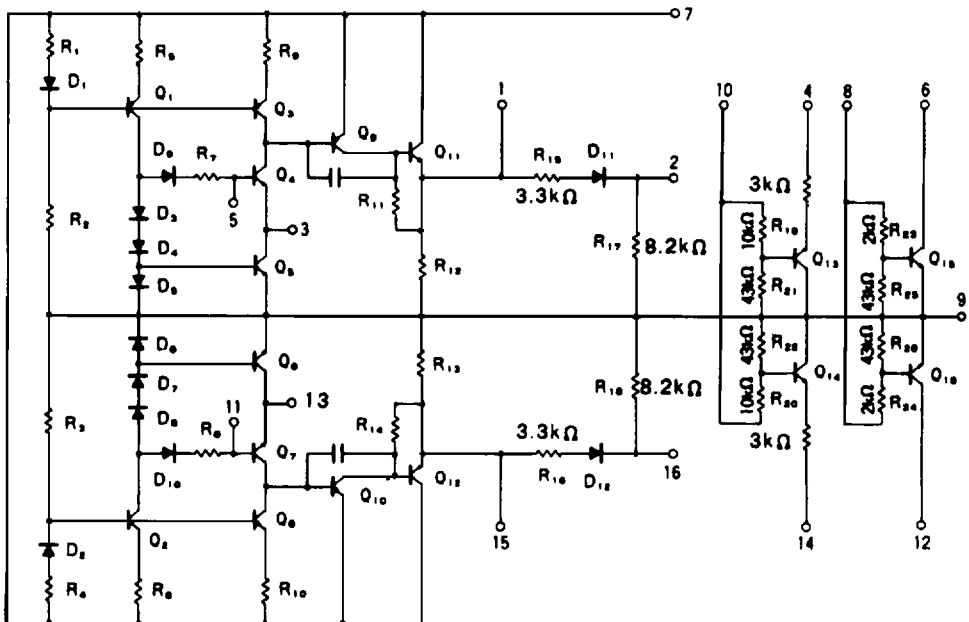 7
R₁
R₅
R₉
D₁
Q₁
Q₃
Q₉
Q₁₁
1
10
4
8
6
D₉
R₇
Q₄
R₁₅
D₁₁
2
3.3kΩ
3kΩ
R₂
5
R₁₁
D₃
3
D₄
Q₅
R₁₂
D₅
R₁₇
8.2kΩ
10kΩ
R₁₉
Q₁₃
43kΩ
R₂₁
2kΩ
R₂₃
Q₁₅
43kΩ
R₂₅
9
D₆
Q₆
R₁₃
D₇
13
D₈
R₁₈
8.2kΩ
43kΩ
R₂₂
Q₁₄
10kΩ
R₂₀
43kΩ
R₂₆
Q₁₆
2kΩ
R₂₄
R₃
11
R₈
R₁₄
3.3kΩ
3kΩ
D₁₀
Q₇
Q₁₀
Q₁₂
R₁₆
D₁₂
16
Q₂
Q₈
15
14
12
D₂
R₄
R₆
R₁₀